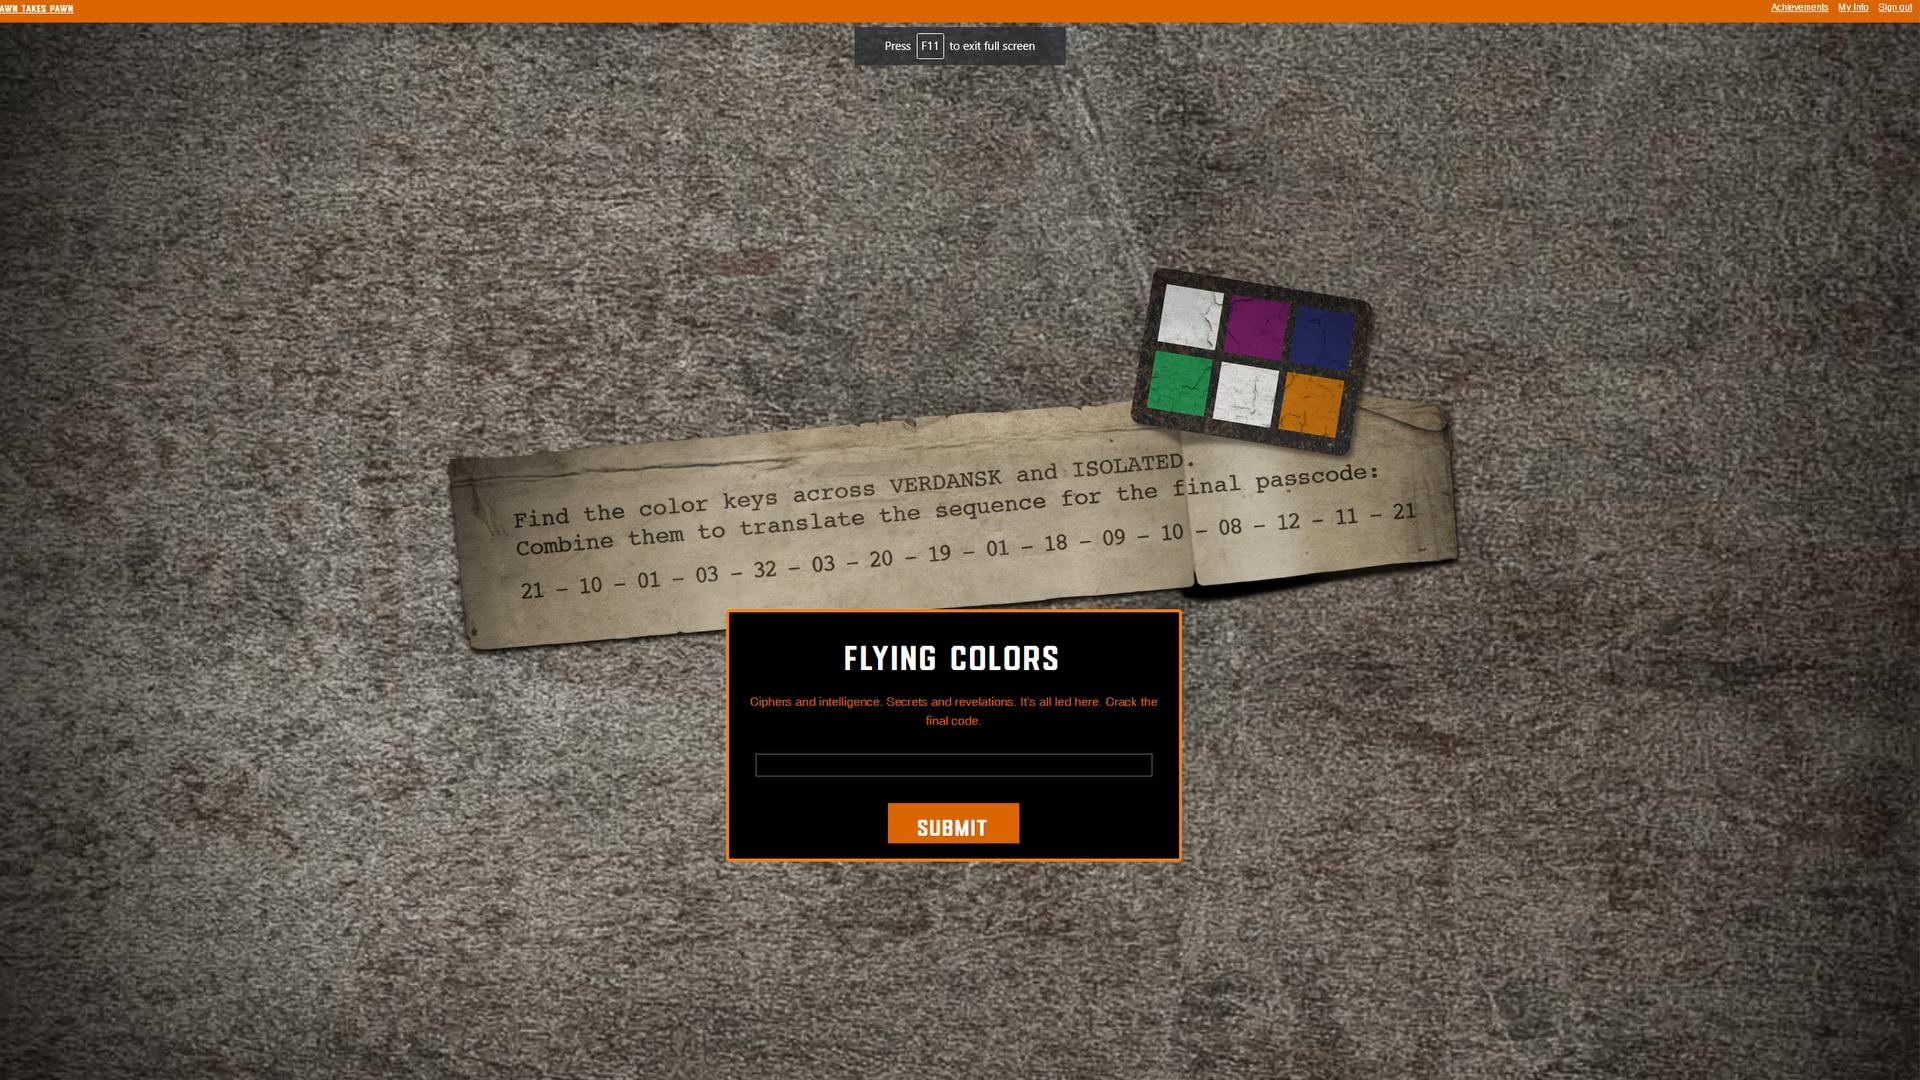 AWN TAKES PAWN
Achievements My Info Sign out
Press F11 to exit full screen
Find the color keys across VERDANSK and ISOLATED.
Combine them to translate the sequence for the final passcode:
21 – 10 – 01 – 03 – 32 – 03 – 20 – 19 – 01 – 18 – 09 – 10 – 08 – 12 – 11 – 21
FLYING COLORS
Ciphers and intelligence. Secrets and revelations. It's all led here. Crack the
final code.
SUBMIT